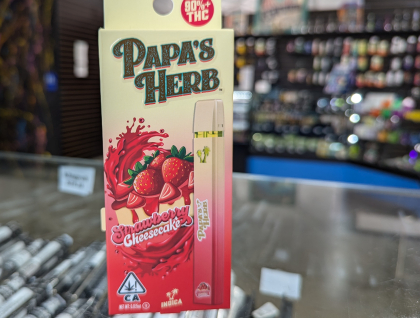 90%+
THC
PAPA'S
HERB
Strawberry
Cheesecake
CA
INDICA